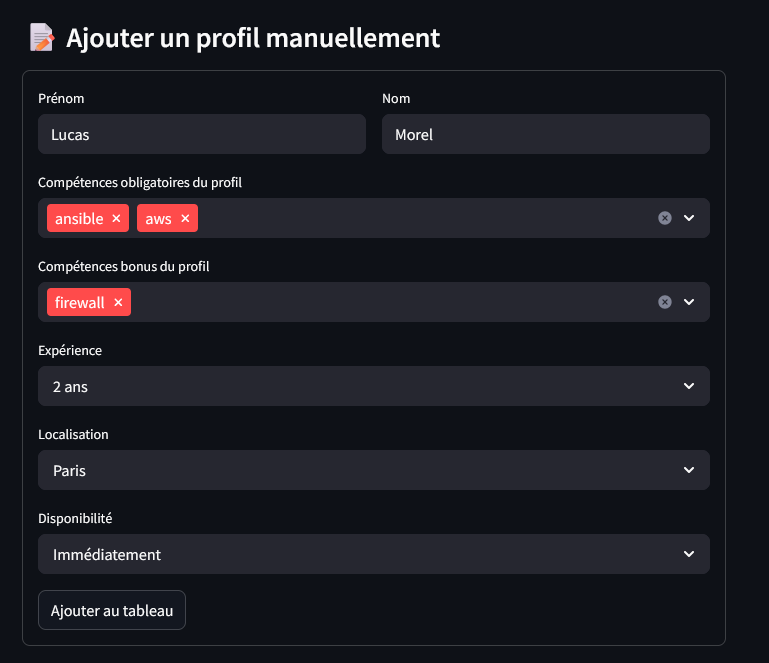 Ajouter un profil manuellement
Prénom Nom
Lucas Morel
Compétences obligatoires du profil
ansible × aws ×
Compétences bonus du profil
firewall ×
Expérience
2 ans
Localisation
Paris
Disponibilité
Immédiatement
Ajouter au tableau